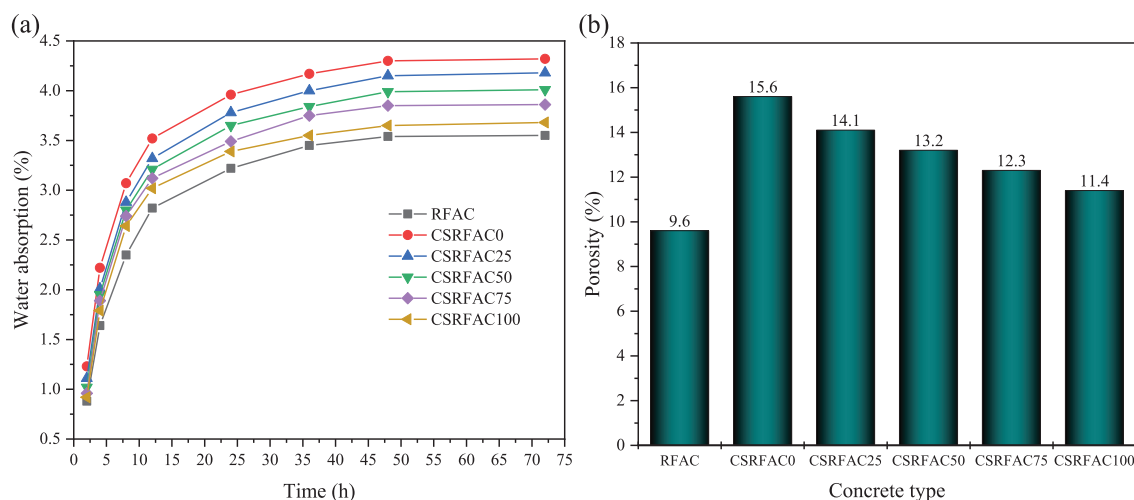 (a)
4.5
4.0
3.5
3.0
2.5
2.0
1.5
1.0
0.5
Water absorption (%)
RFAC
CSRFAC0
CSRFAC25
CSRFAC50
CSRFAC75
CSRFAC100
0 5 10 15 20 25 30 35 40 45 50 55 60 65 70 75
Time (h)
(b)
18
16
14
12
10
8
6
4
2
0
Porosity (%)
9.6
15.6
14.1
13.2
12.3
11.4
RFAC CSRFAC0 CSRFAC25 CSRFAC50 CSRFAC75 CSRFAC100
Concrete type